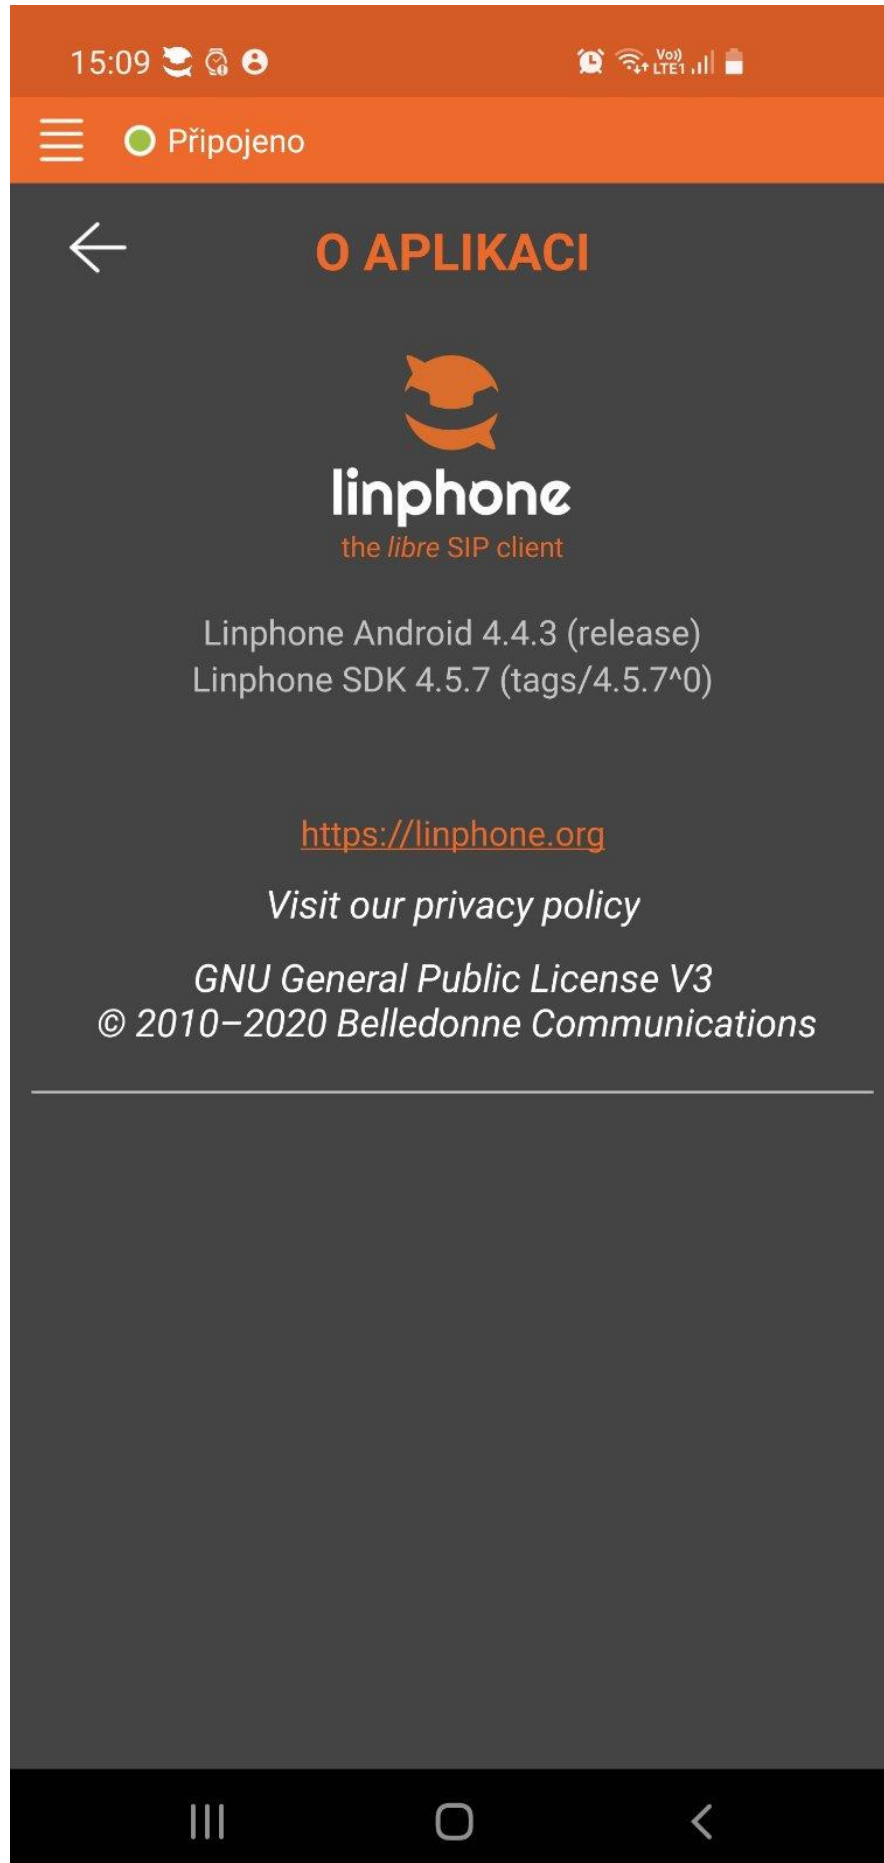 15:09
Vo))
LTE1
Připojeno
O APLIKACI
linphone
the libre SIP client
Linphone Android 4.4.3 (release)
Linphone SDK 4.5.7 (tags/4.5.7^0)
https://linphone.org
Visit our privacy policy
GNU General Public License V3
© 2010–2020 Belledonne Communications